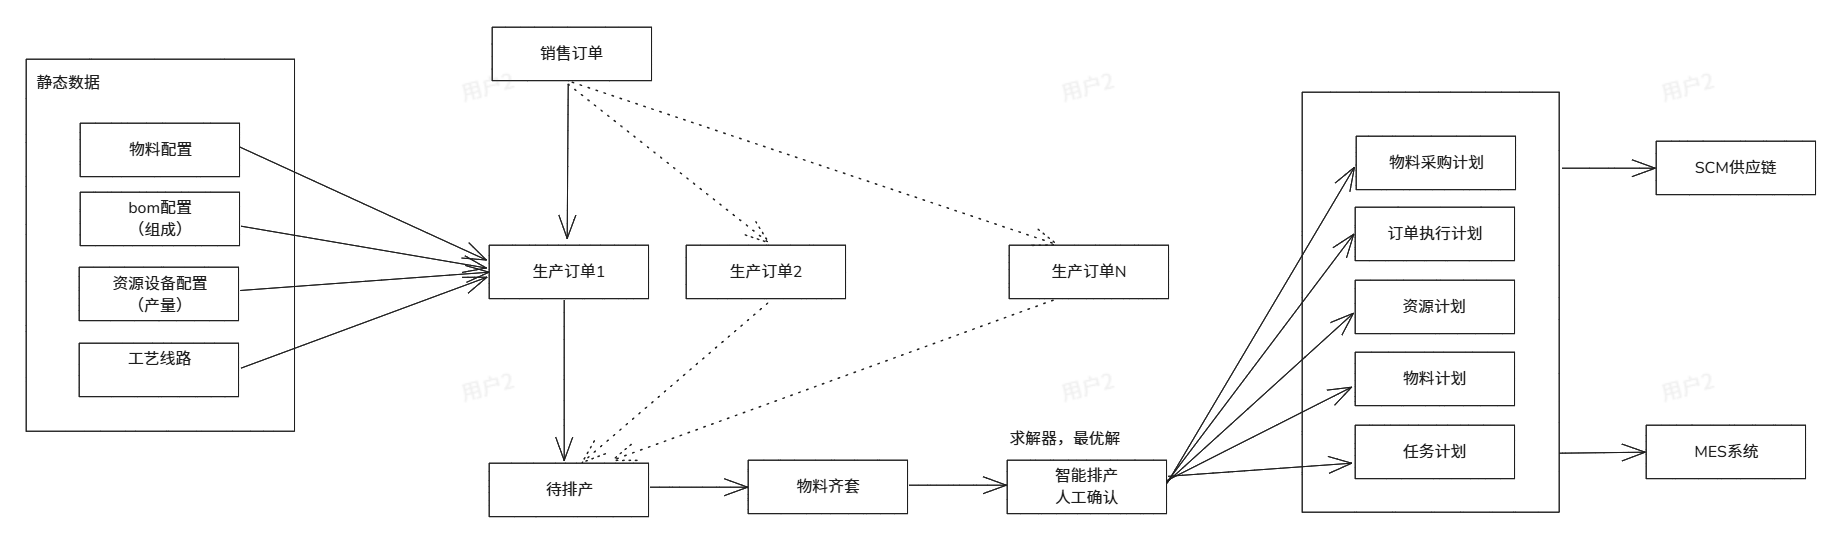 销售订单
静态数据
物料配置
bom配置
（组成）
资源设备配置
（产量）
工艺线路
生产订单1
生产订单2
生产订单N
待排产
物料齐套
求解器，最优解
智能排产
人工确认
物料采购计划
订单执行计划
资源计划
物料计划
任务计划
SCM供应链
MES系统
用户2
用户2
用户2
用户2
用户2
用户2